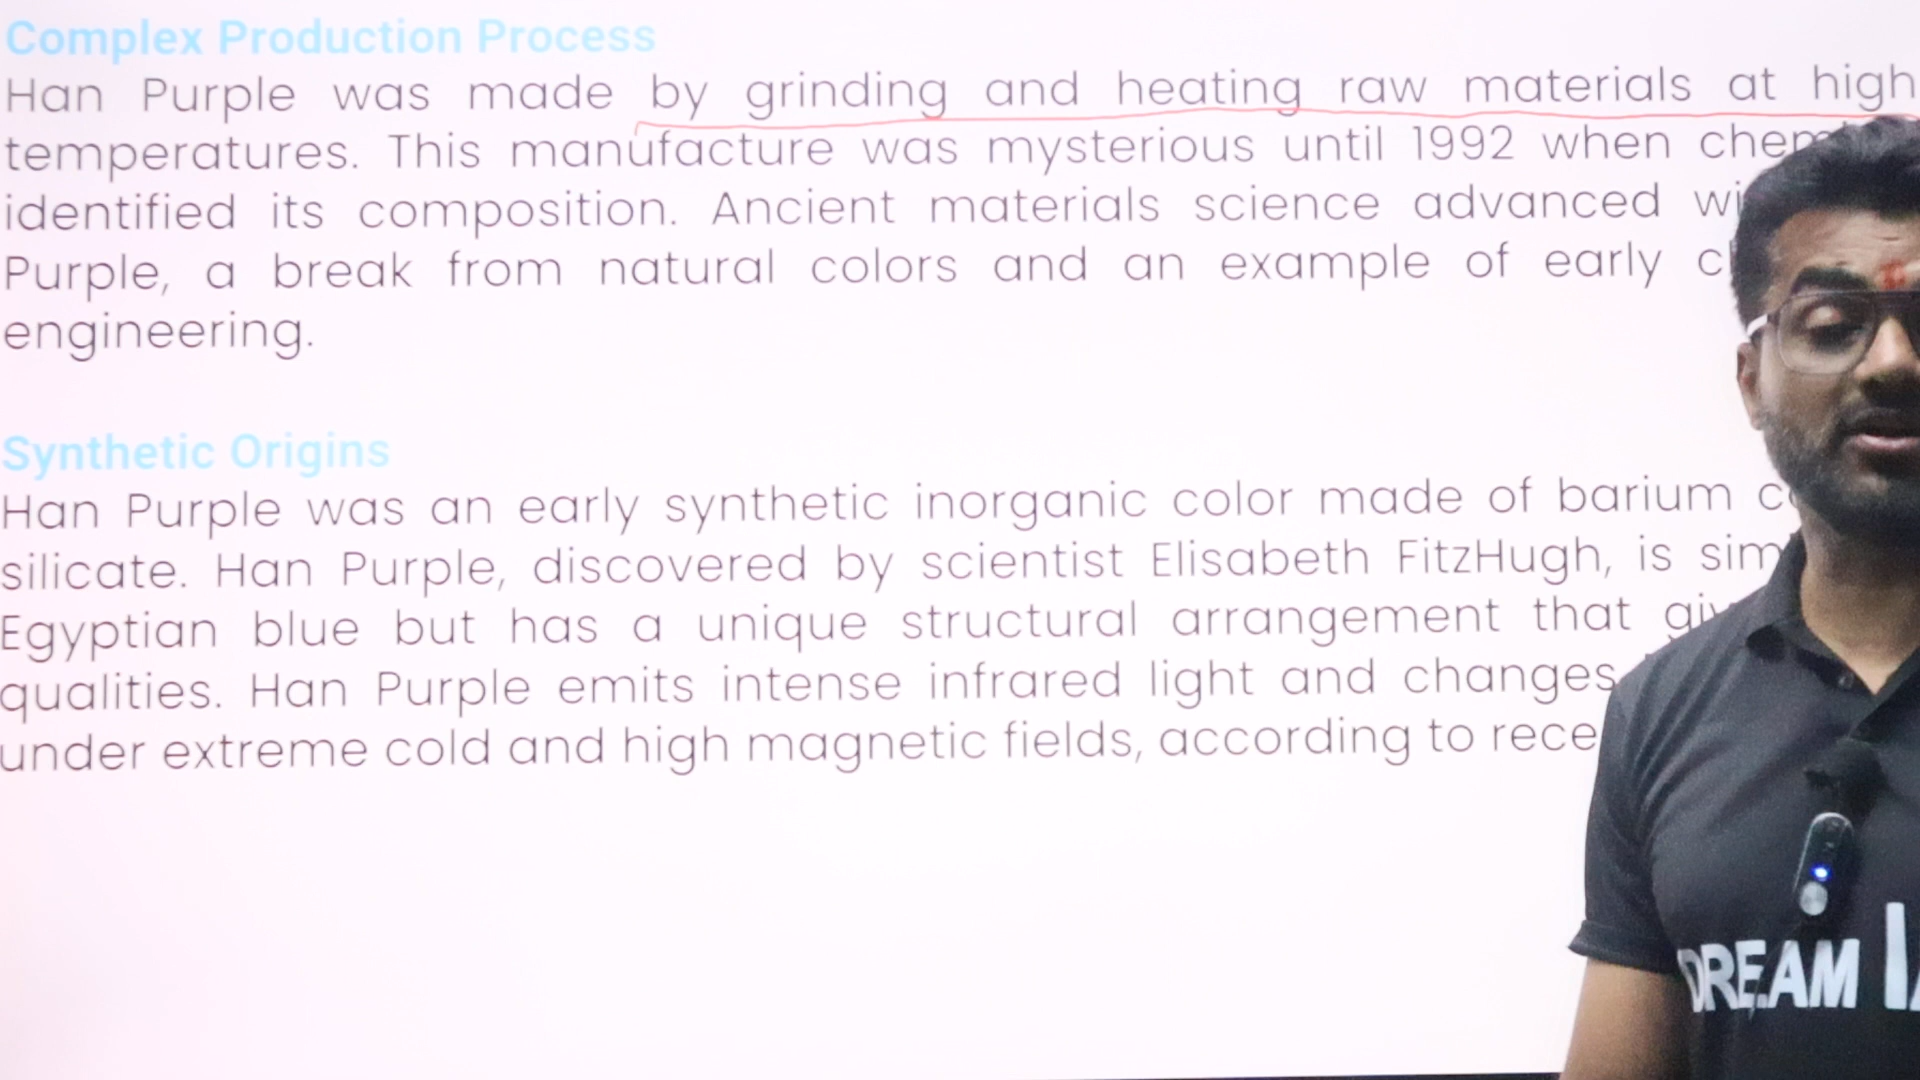 Complex Production Process
Han Purple was made by grinding and heating raw materials at high
temperatures. This manufacture was mysterious until 1992 when
identified its composition. Ancient materials science advanced
Purple, a break from natural colors and an example of early
engineering.
Synthetic Origins
Han Purple was an early synthetic inorganic color made of barium
silicate. Han Purple, discovered by scientist Elisabeth FitzHugh, is
Egyptian blue but has a unique structural arrangement that
qualities. Han Purple emits intense infrared light and changes
under extreme cold and high magnetic fields, according to
DREAM